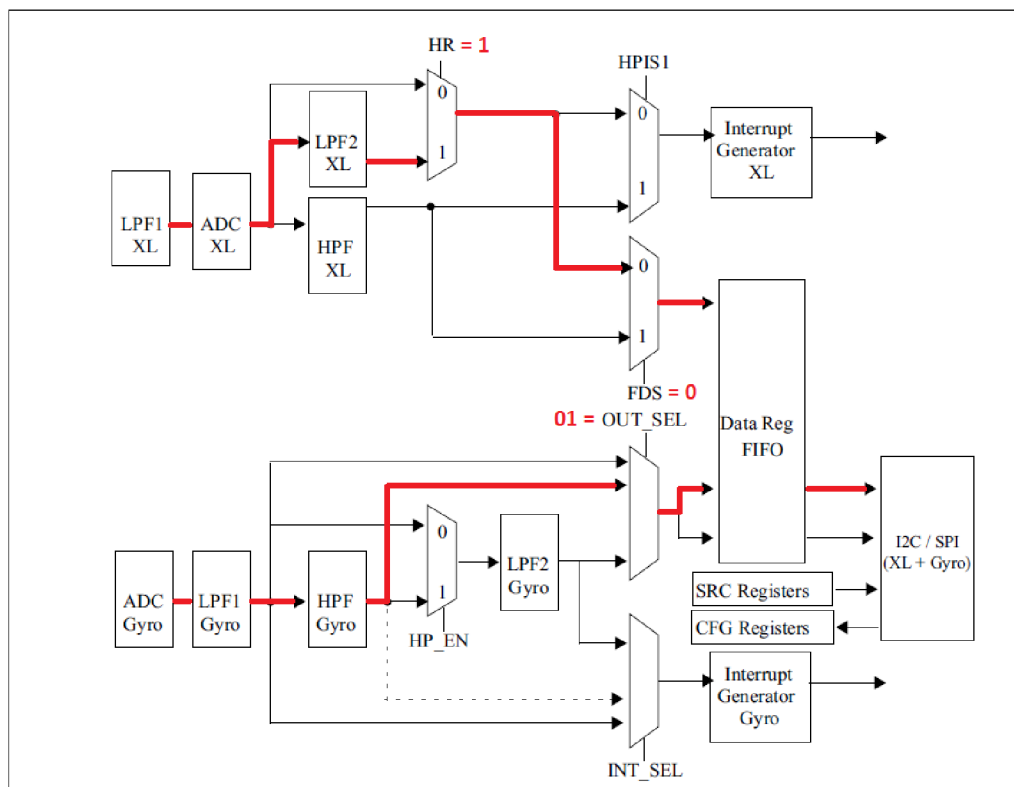 HR = 1
HPIS1
0
1
LPF2
XL
0
1
Interrupt
Generator
XL
LPF1
XL
ADC
XL
HPF
XL
0
1
FDS = 0
01 = OUT_SEL
Data Reg
FIFO
0
1
LPF2
Gyro
I2C / SPI
(XL + Gyro)
ADC
Gyro
LPF1
Gyro
HPF
Gyro
SRC Registers
CFG Registers
HP_EN
Interrupt
Generator
Gyro
INT_SEL